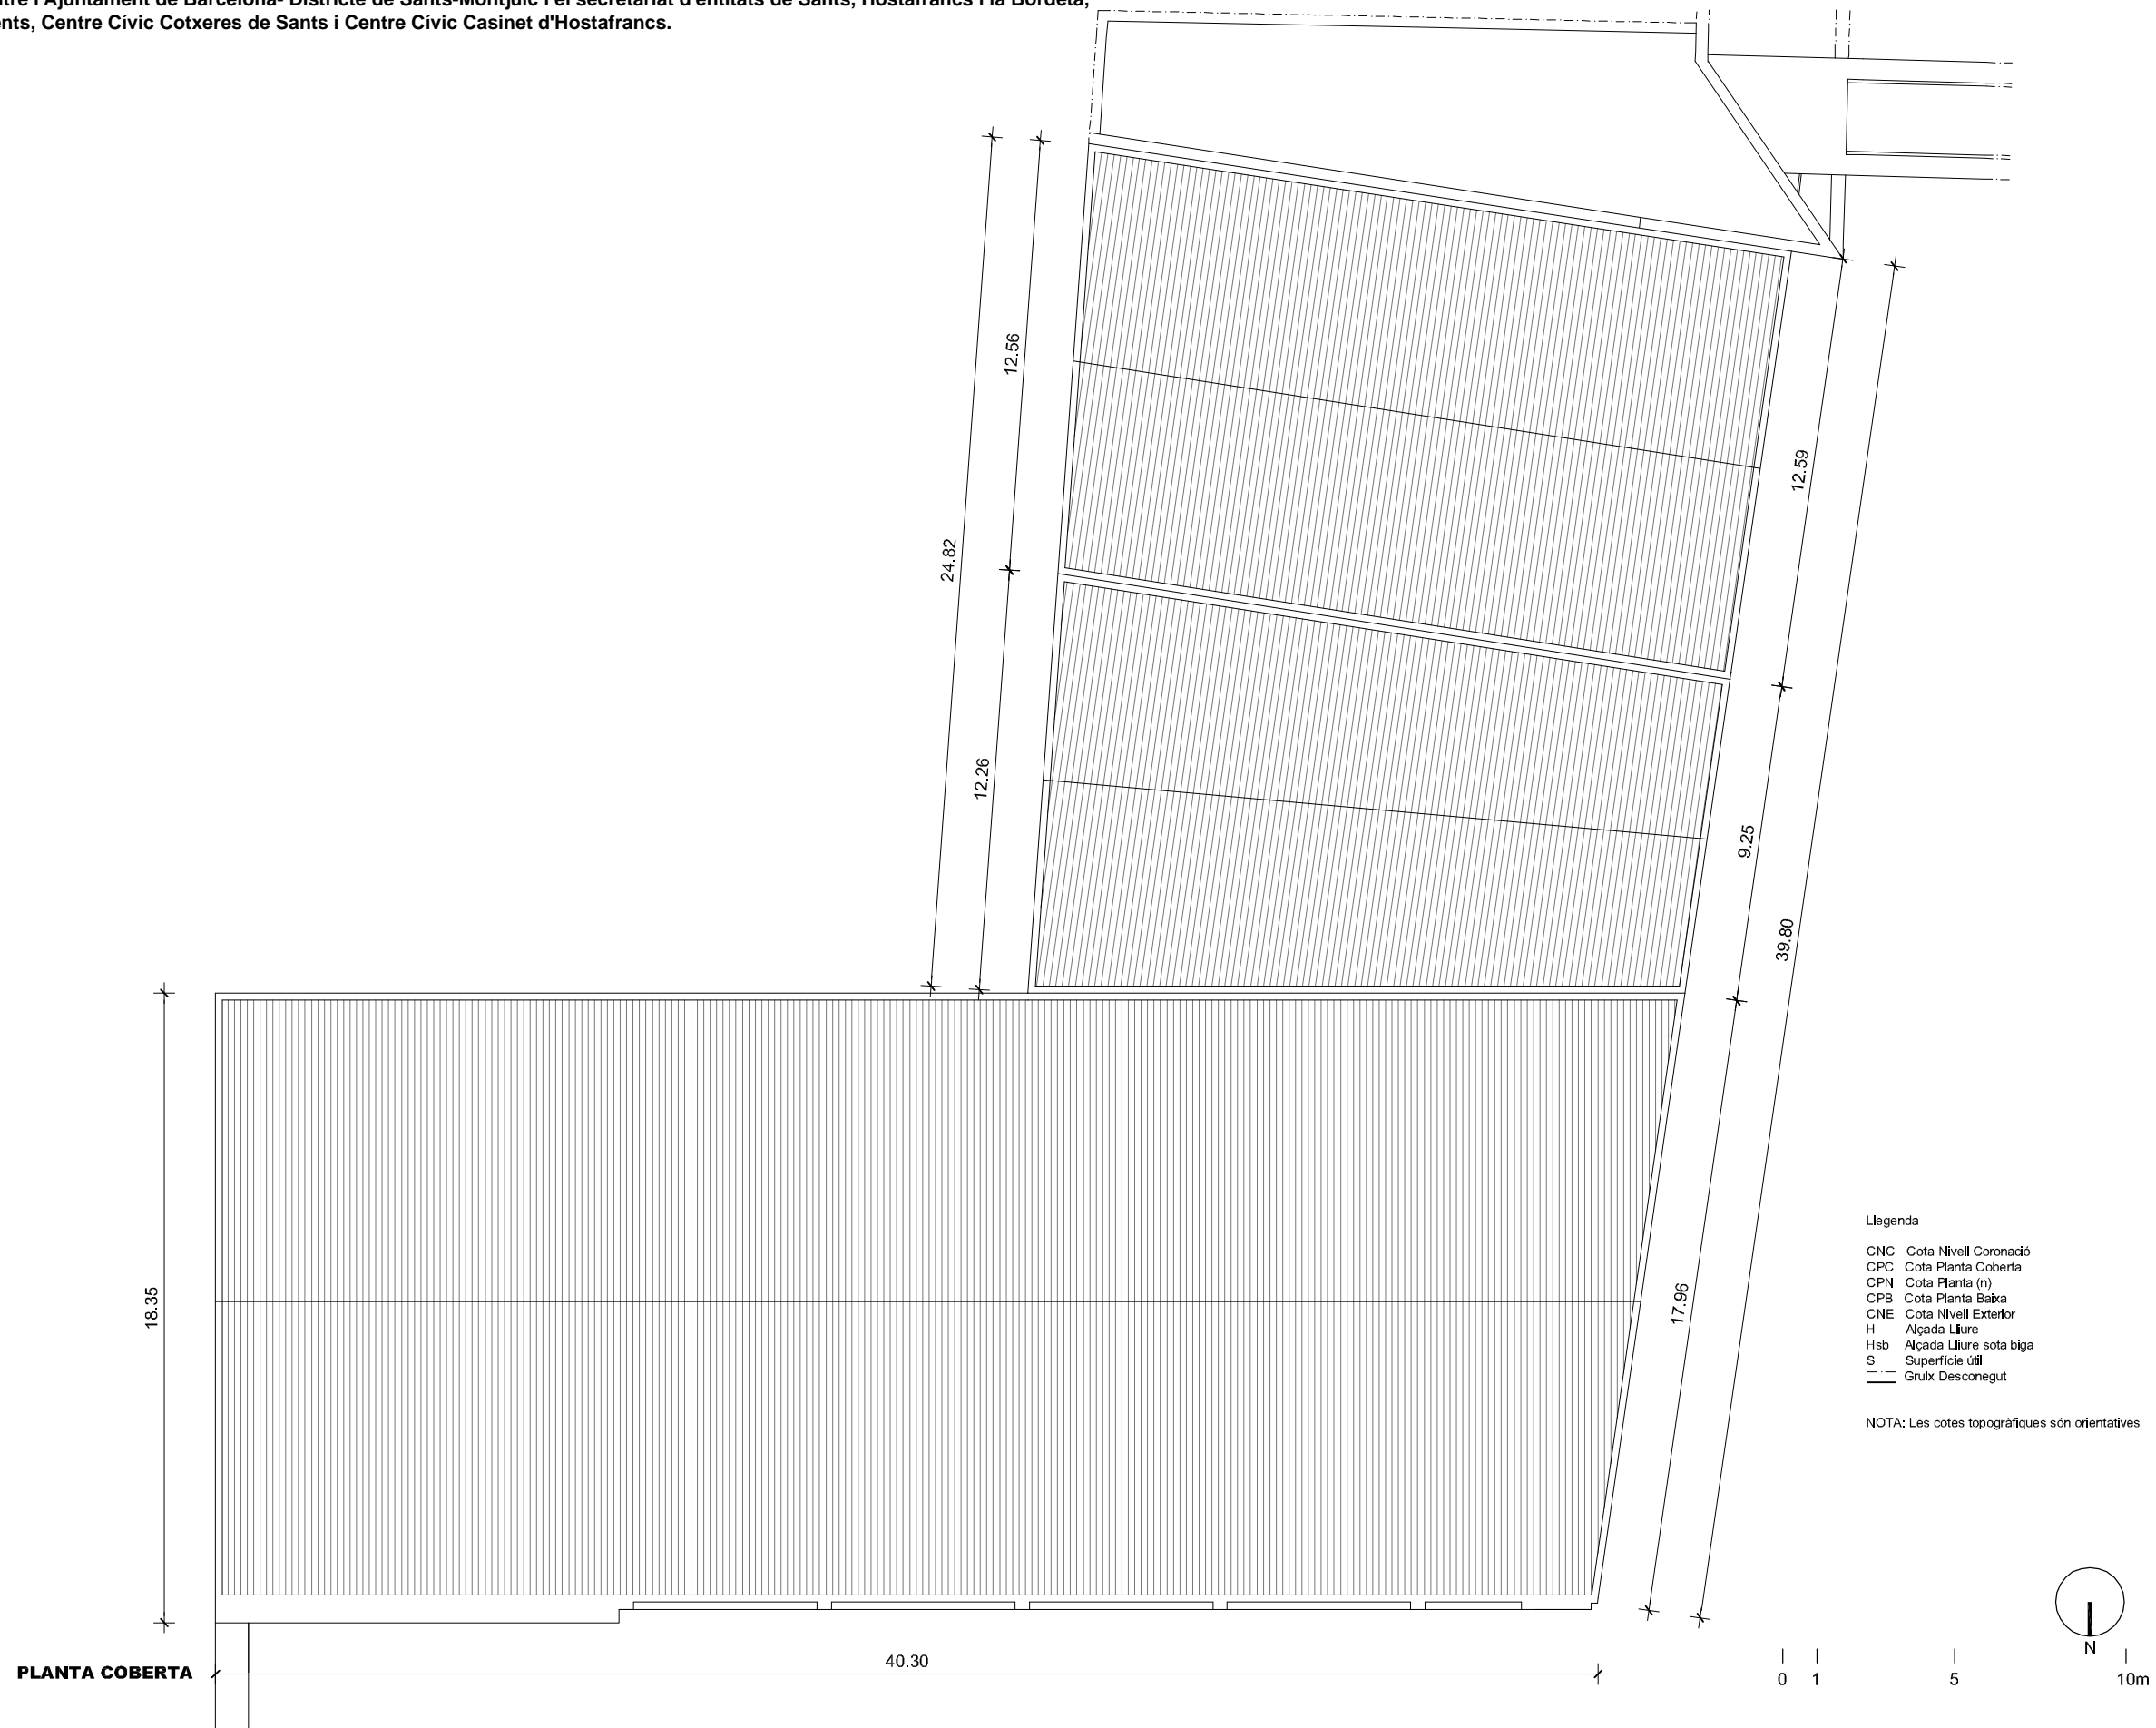 l'Ajuntament de Barcelona- Districte de Sants-Montjuïc i el secretariat d'entitats de Sants, Hostafrancs i la Bordeta,
Centre Cívic Cotxeres de Sants i Centre Cívic Casinet d'Hostafrancs.
12.56
12.59
24.82
12.26
9.25
39.80
18.35
17.96
Llegenda
CNC Cota Nivell Coronació
CPC Cota Planta Coberta
CPN Cota Planta (n)
CPB Cota Planta Baixa
CNE Cota Nivell Exterior
H Alçada Lliure
Hsb Alçada Lliure sota biga
S Superfície útil
Gruix Desconegut
NOTA: Les cotes topogràfiques són orientatives
N
PLANTA COBERTA
40.30
0 1 5 10m